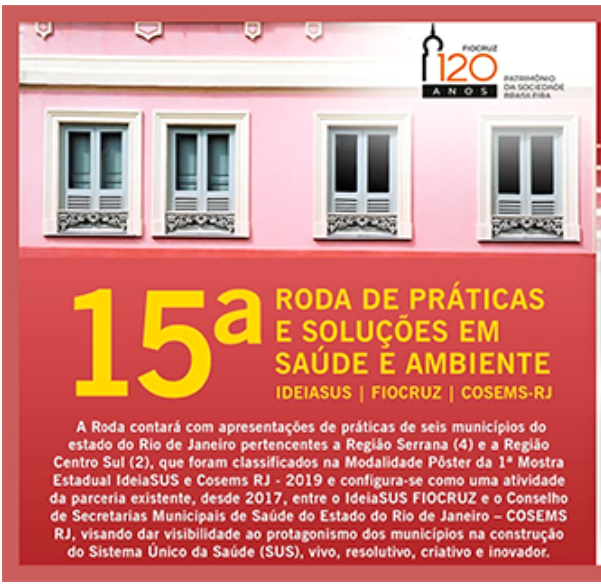 FIOCRUZ
120
ANOS
PATRIMÔNIO
DA SOCIEDADE
BRASILEIRA
15ª
RODA DE PRÁTICAS
E SOLUÇÕES EM
SAÚDE E AMBIENTE
IDEIASUS | FIOCRUZ | COSEMS-RJ
A Roda contará com apresentações de práticas de seis municípios do
estado do Rio de Janeiro pertencentes a Região Serrana (4) e a Região
Centro Sul (2), que foram classificados na Modalidade Pôster da 1ª Mostra
Estadual IdeiaSUS e Cosems RJ - 2019 e configura-se como uma atividade
da parceria existente, desde 2017, entre o IdeiaSUS FIOCRUZ e o Conselho
de Secretarias Municipais de Saúde do Estado do Rio de Janeiro – COSEMS
RJ, visando dar visibilidade ao protagonismo dos municípios na construção
do Sistema Único da Saúde (SUS), vivo, resolutivo, criativo e inovador.